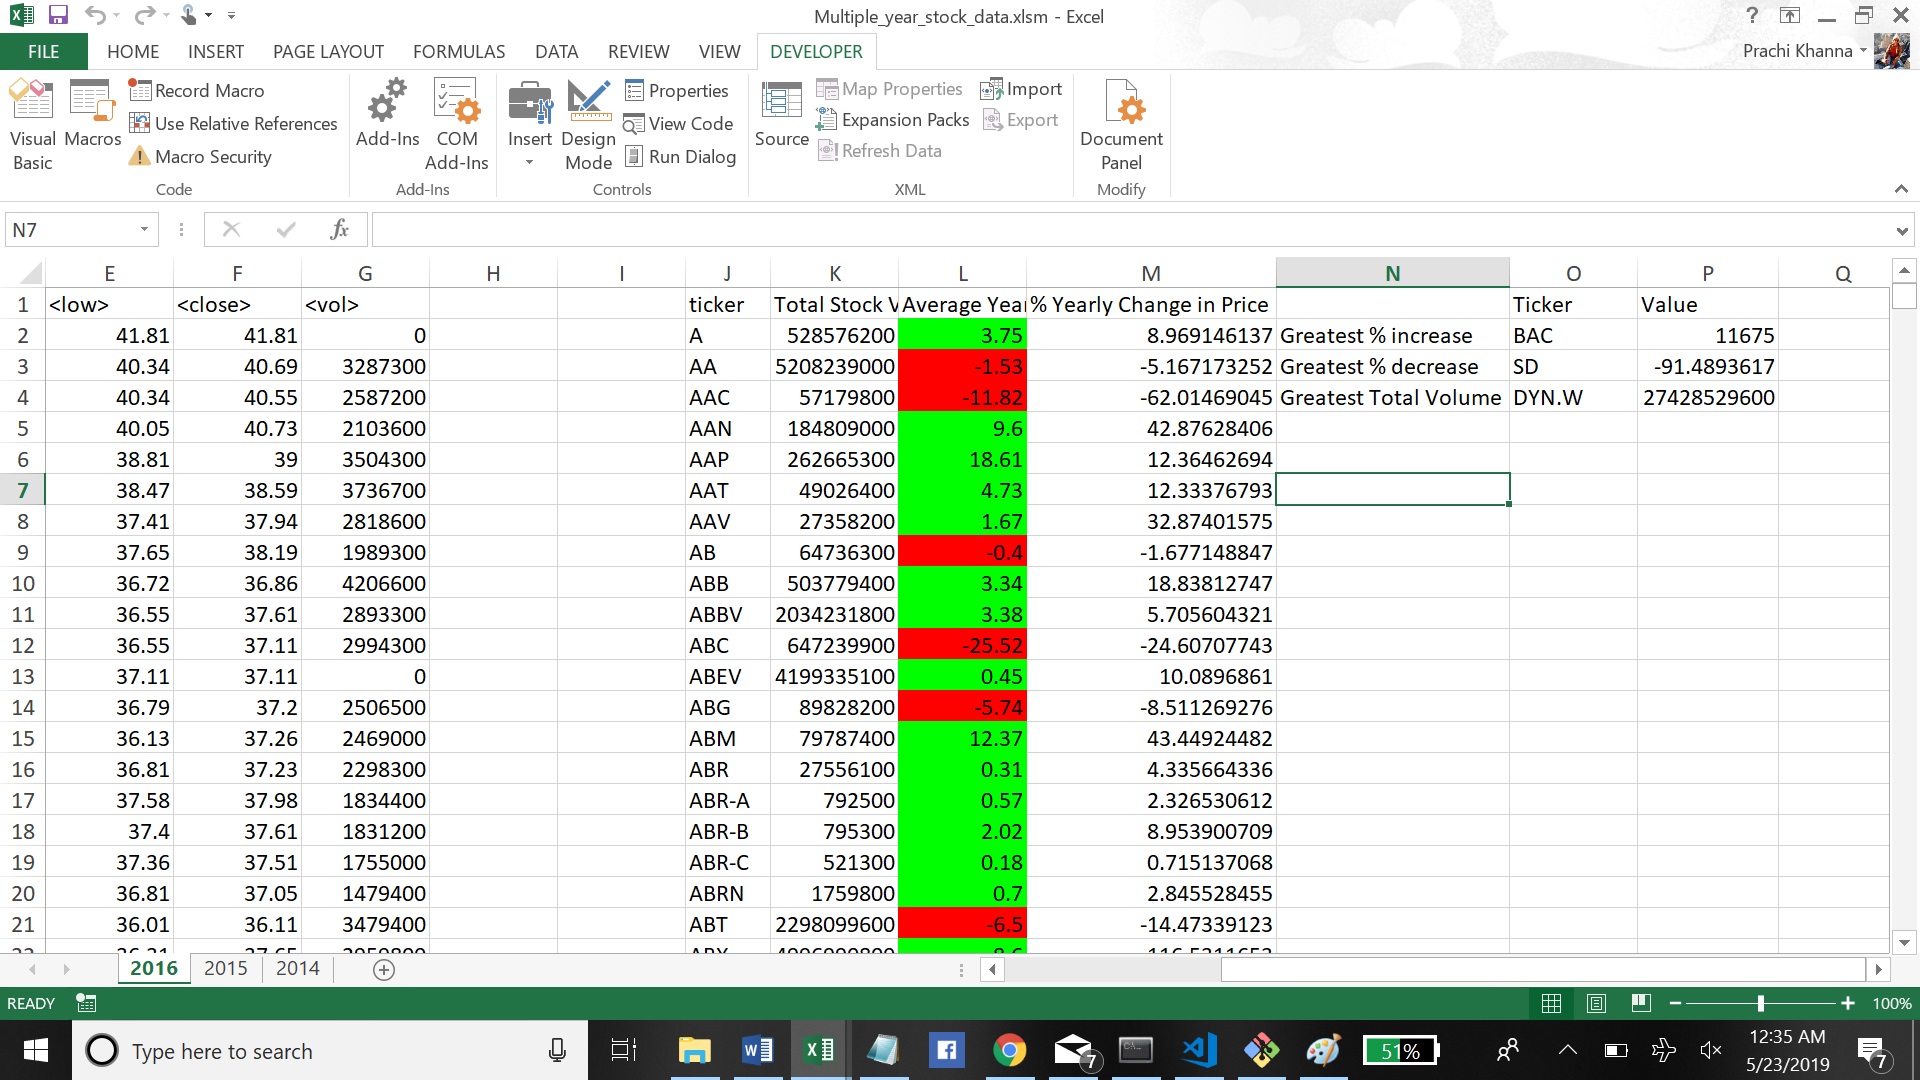 Multiple_year_stock_data.xlsm - Excel
?
FILE HOME INSERT PAGE LAYOUT FORMULAS DATA REVIEW VIEW DEVELOPER
Prachi Khanna
Visual Basic
Macros
Record Macro
Use Relative References
Macro Security
Code
Add-Ins
COM Add-Ins
Add-Ins
Insert
Design Mode
Properties
View Code
Run Dialog
Controls
Source
Map Properties
Expansion Packs
Refresh Data
Import
Export
XML
Document Panel
Modify
N7
fx
E F G H I J K L M N O P Q
1 <low> <close> <vol> ticker Total Stock V Average Year % Yearly Change in Price Ticker Value
2 41.81 41.81 0 A 528576200 3.75 8.969146137 Greatest % increase BAC 11675
3 40.34 40.69 3287300 AA 5208239000 -1.53 -5.167173252 Greatest % decrease SD -91.4893617
4 40.34 40.55 2587200 AAC 57179800 -11.82 -62.01469045 Greatest Total Volume DYN.W 27428529600
5 40.05 40.73 2103600 AAN 184809000 9.6 42.87628406
6 38.81 39 3504300 AAP 262665300 18.61 12.36462694
7 38.47 38.59 3736700 AAT 49026400 4.73 12.33376793
8 37.41 37.94 2818600 AAV 27358200 1.67 32.87401575
9 37.65 38.19 1989300 AB 64736300 -0.4 -1.677148847
10 36.72 36.86 4206600 ABB 503779400 3.34 18.83812747
11 36.55 37.61 2893300 ABBV 2034231800 3.38 5.705604321
12 36.55 37.11 2994300 ABC 647239900 -25.52 -24.60707743
13 37.11 37.11 0 ABEV 4199335100 0.45 10.0896861
14 36.79 37.2 2506500 ABG 89828200 -5.74 -8.511269276
15 36.13 37.26 2469000 ABM 79787400 12.37 43.44924482
16 36.81 37.23 2298300 ABR 27556100 0.31 4.335664336
17 37.58 37.98 1834400 ABR-A 792500 0.57 2.326530612
18 37.4 37.61 1831200 ABR-B 795300 2.02 8.953900709
19 37.36 37.51 1755000 ABR-C 521300 0.18 0.715137068
20 36.81 37.05 1479400 ABRN 1759800 0.7 2.845528455
21 36.01 36.11 3479400 ABT 2298099600 -6.5 -14.47339123
2016 2015 2014
READY
100%
Type here to search
7
51%
12:35 AM
5/23/2019
7